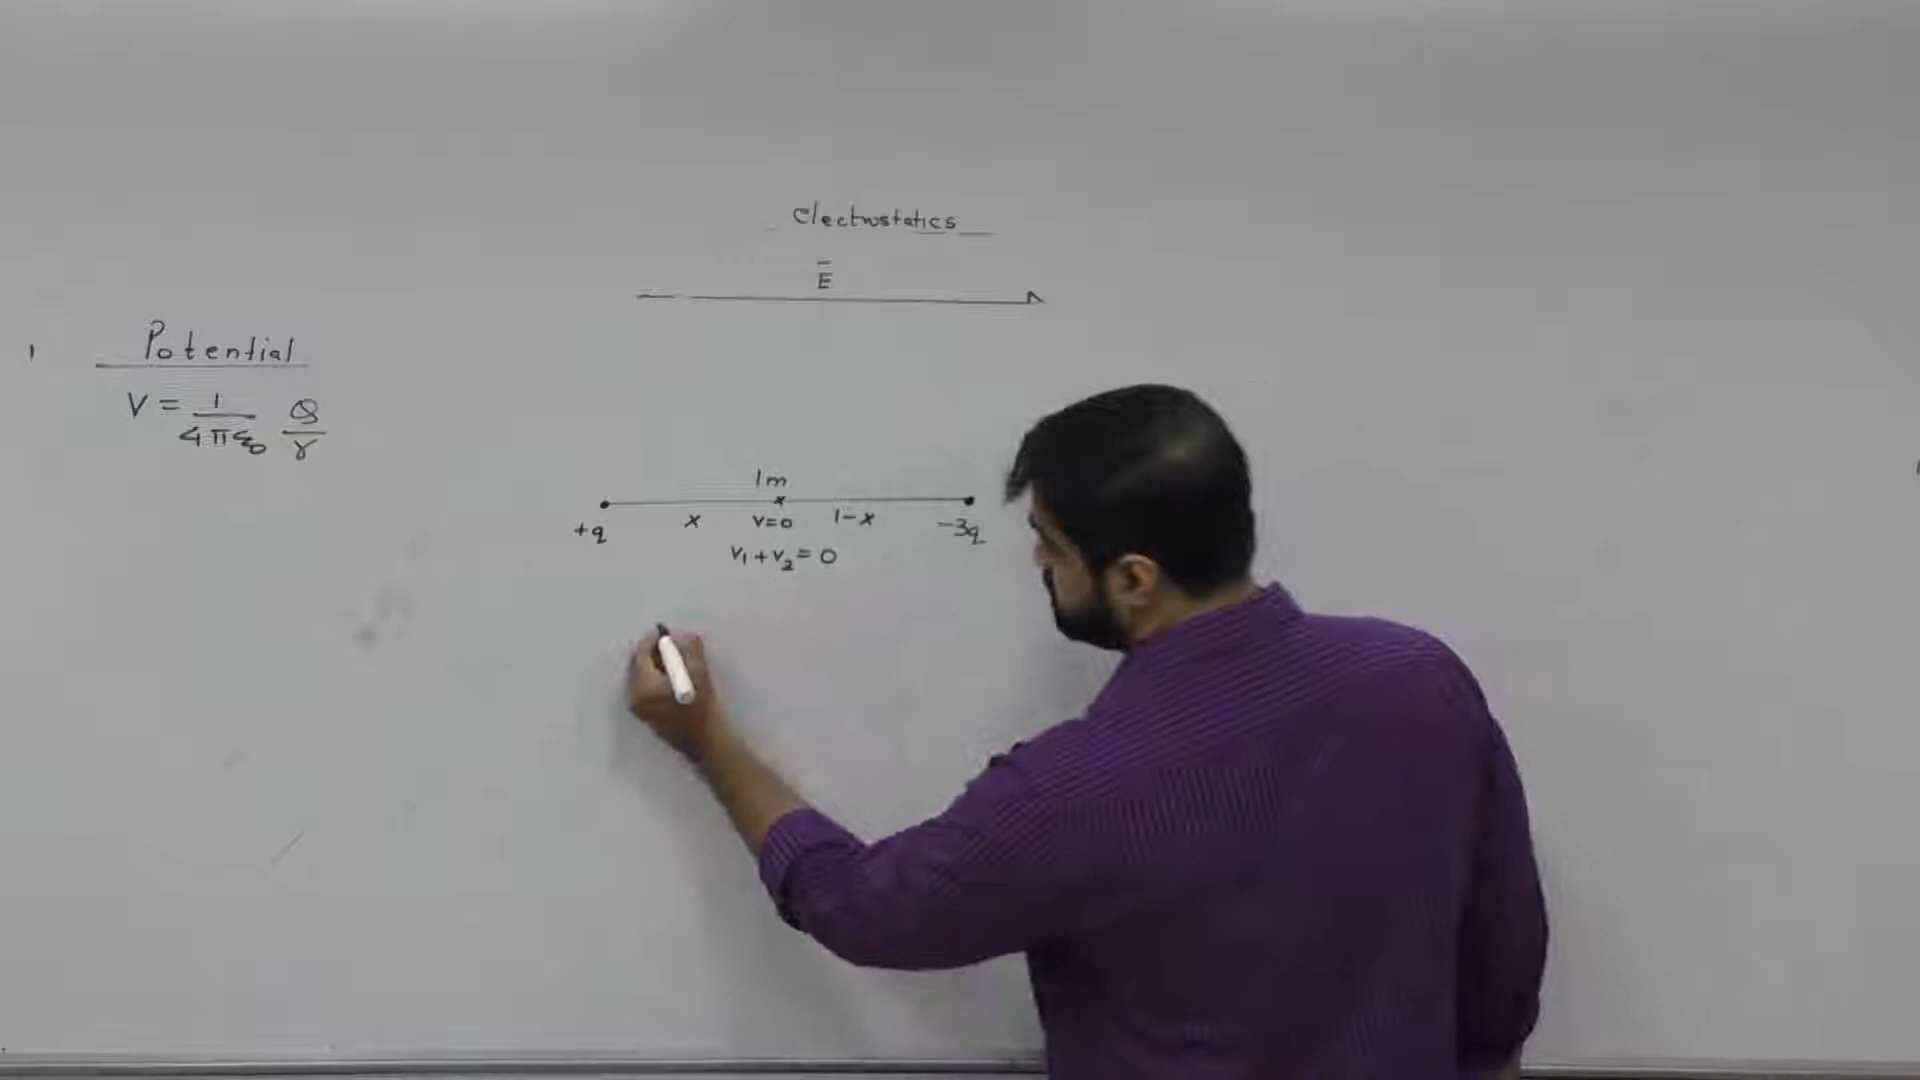 Electrostatics
E̅
Potential
V = 1/4πε₀ Q/r
1m
x
+q x V=0 1-x -3q
V₁+V₂=0